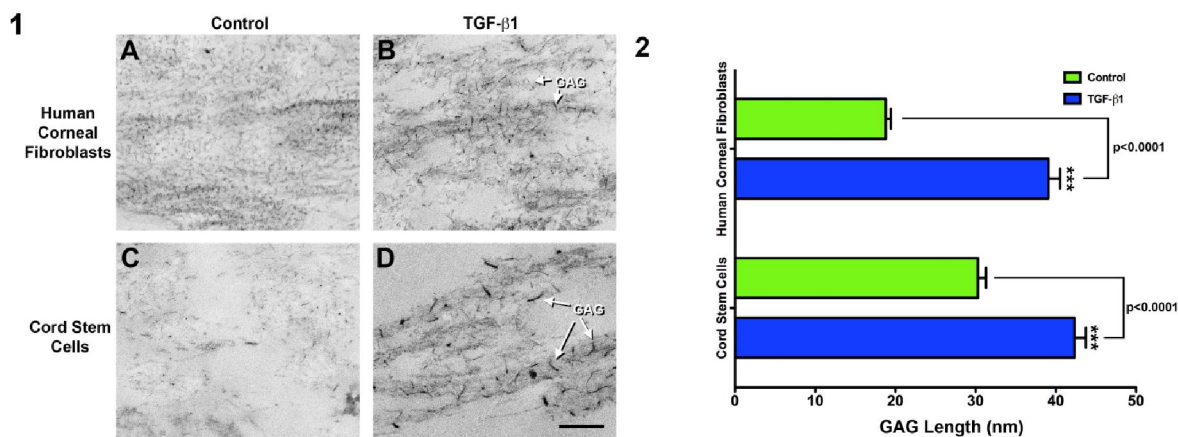 1
Control
TGF-β1
A
B
GAG
Human
Corneal
Fibroblasts
C
D
GAG
Cord Stem
Cells
2
Control
TGF-β1
Human Corneal Fibroblasts
p<0.0001
***
Cord Stem Cells
p<0.0001
***
0
10
20
30
40
50
GAG Length (nm)